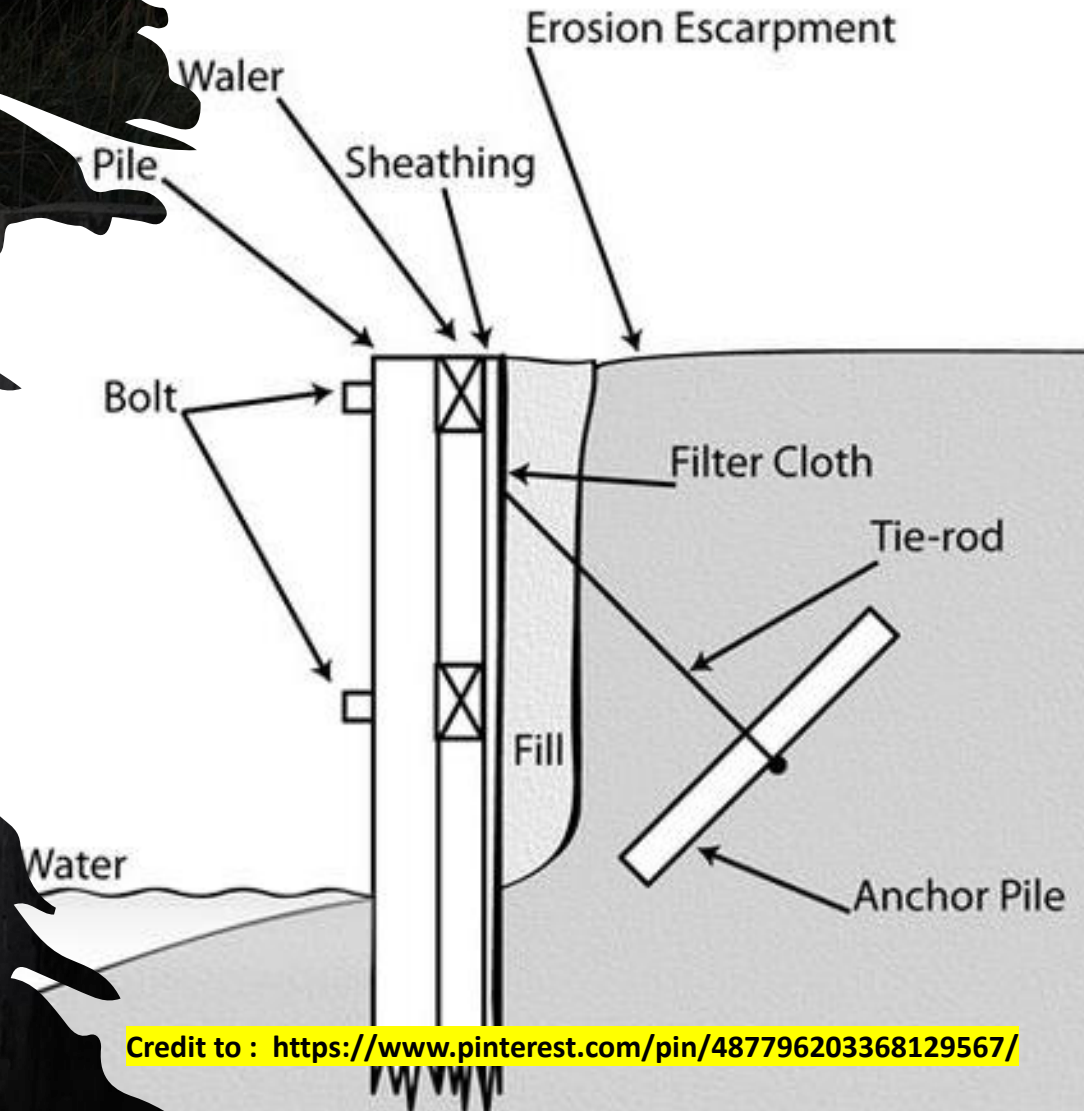 Erosion Escarpment
Waler
Pile
Sheathing
Bolt
Filter Cloth
Tie-rod
Fill
Water
Anchor Pile
Credit to : https://www.pinterest.com/pin/487796203368129567/